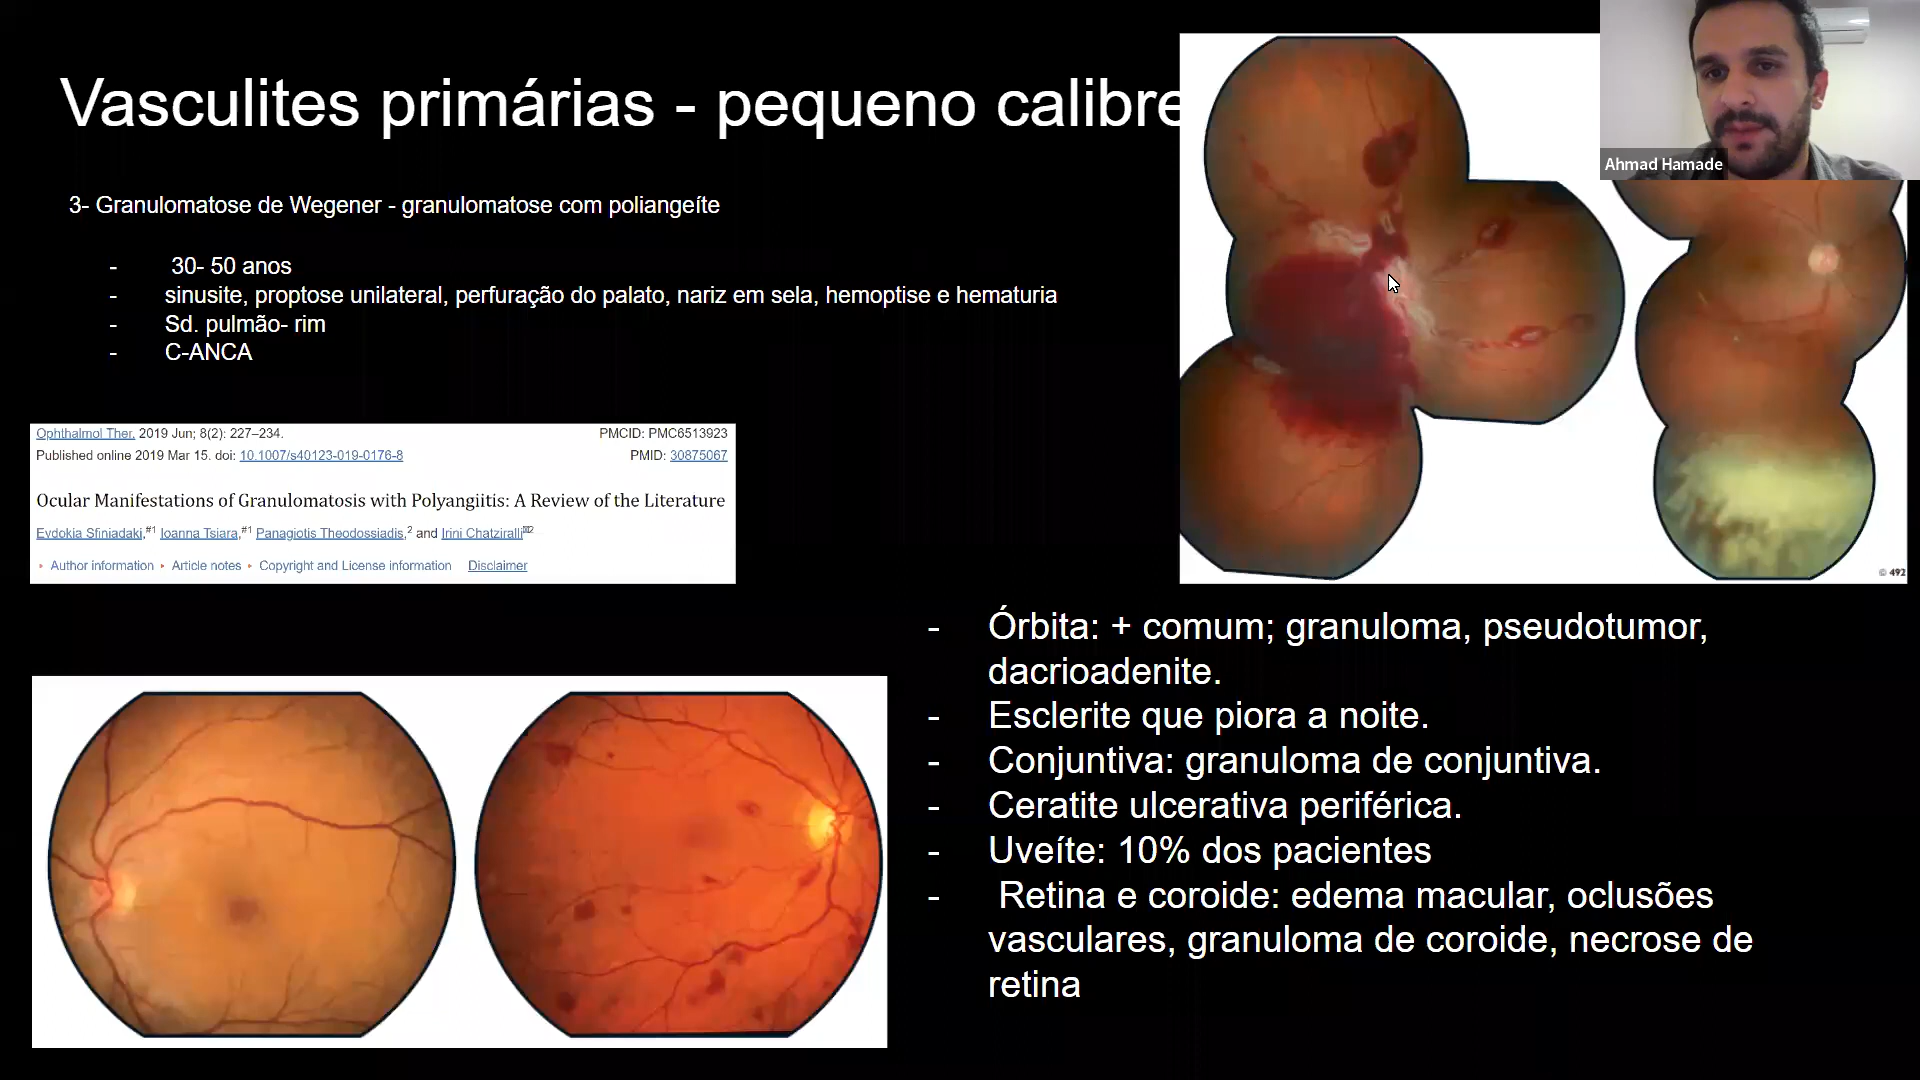 Vasculites primárias - pequeno calibre
Ahmad Hamade
3- Granulomatose de Wegener - granulomatose com poliangeíte
- 30- 50 anos
- sinusite, proptose unilateral, perfuração do palato, nariz em sela, hemoptise e hematuria
- Sd. pulmão- rim
- C-ANCA
Ophthalmol Ther. 2019 Jun; 8(2): 227–234. PMCID: PMC6513923
Published online 2019 Mar 15. doi: 10.1007/s40123-019-0176-8 PMID: 30875067
Ocular Manifestations of Granulomatosis with Polyangiitis: A Review of the Literature
Evdokia Sfiniadaki,#1 Ioanna Tsiara,#1 Panagiotis Theodossiadis,2 and Irini Chatziralli✉2
Author information Article notes Copyright and License information Disclaimer
© 492
- Órbita: + comum; granuloma, pseudotumor,
dacrioadenite.
- Esclerite que piora a noite.
- Conjuntiva: granuloma de conjuntiva.
- Ceratite ulcerativa periférica.
- Uveíte: 10% dos pacientes
- Retina e coroide: edema macular, oclusões
vasculares, granuloma de coroide, necrose de
retina